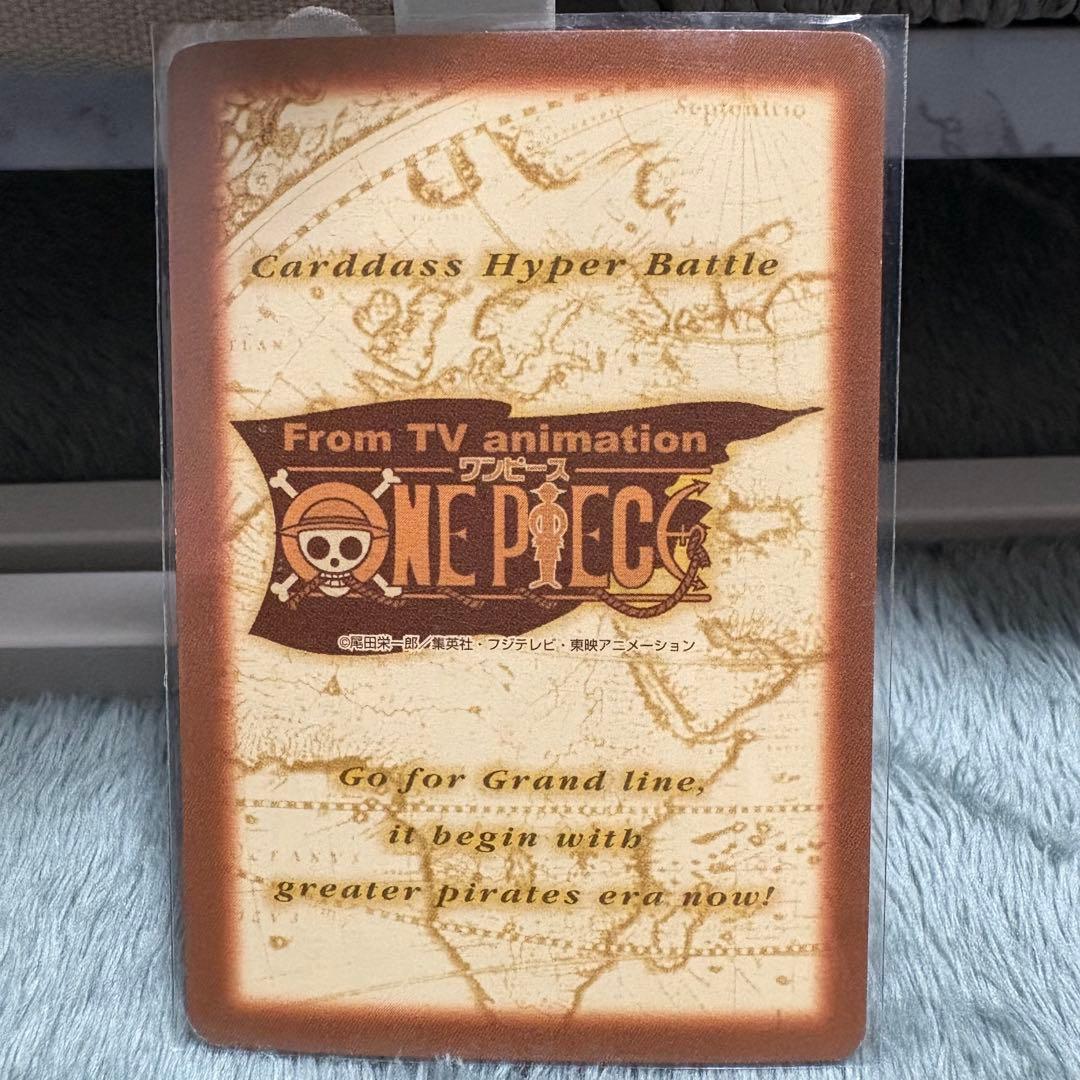 Septentrio
Carddass Hyper Battle
From TV animation
ワンピース
ONE PIECE
©尾田栄一郎／集英社・フジテレビ・東映アニメーション
Go for Grand line,
it begin with
greater pirates era now!